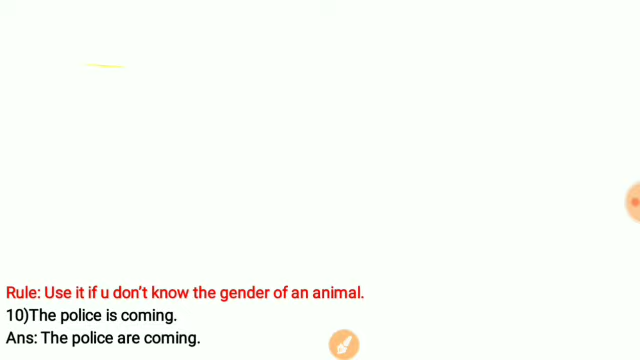 Rule: Use it if u don't know the gender of an animal.
10)The police is coming.
Ans: The police are coming.